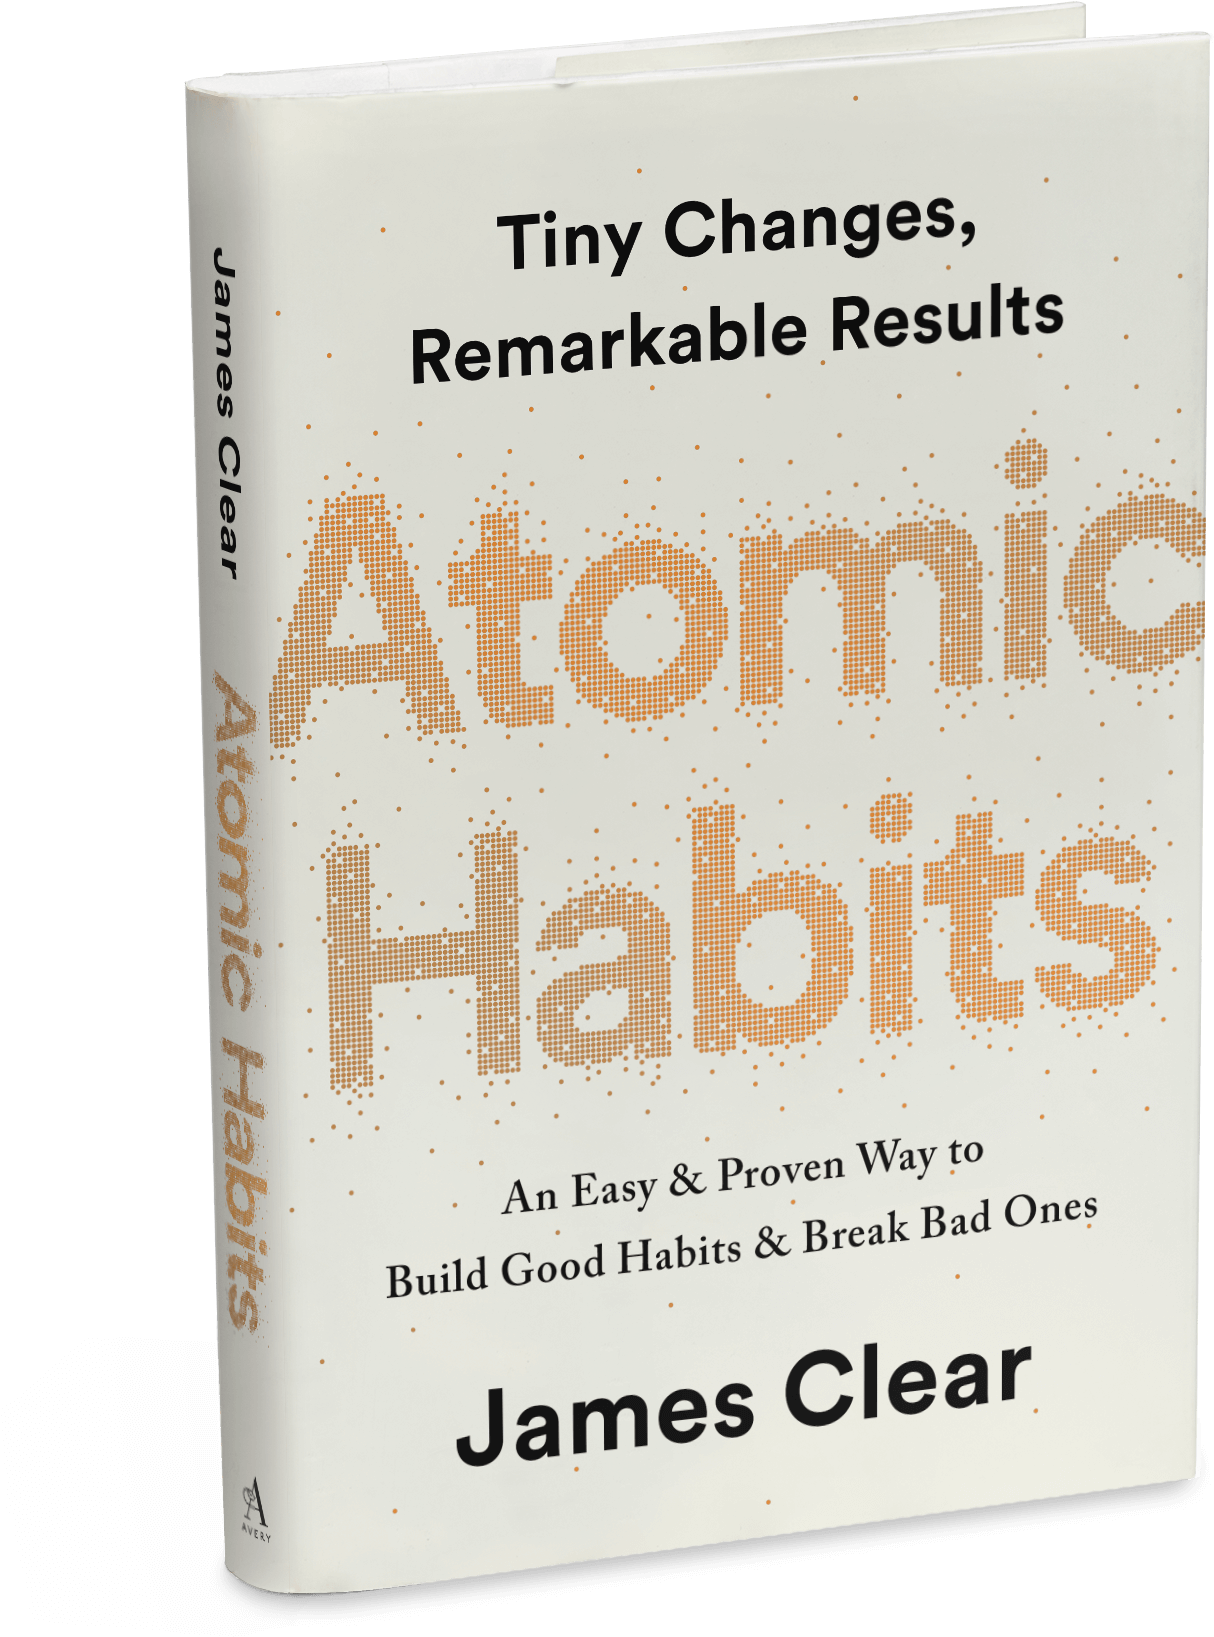 Tiny Changes,
Remarkable Results
Atomic
Habits
An Easy & Proven Way to
Build Good Habits & Break Bad Ones
James Clear
James Clear
Atomic Habits
A
AVERY